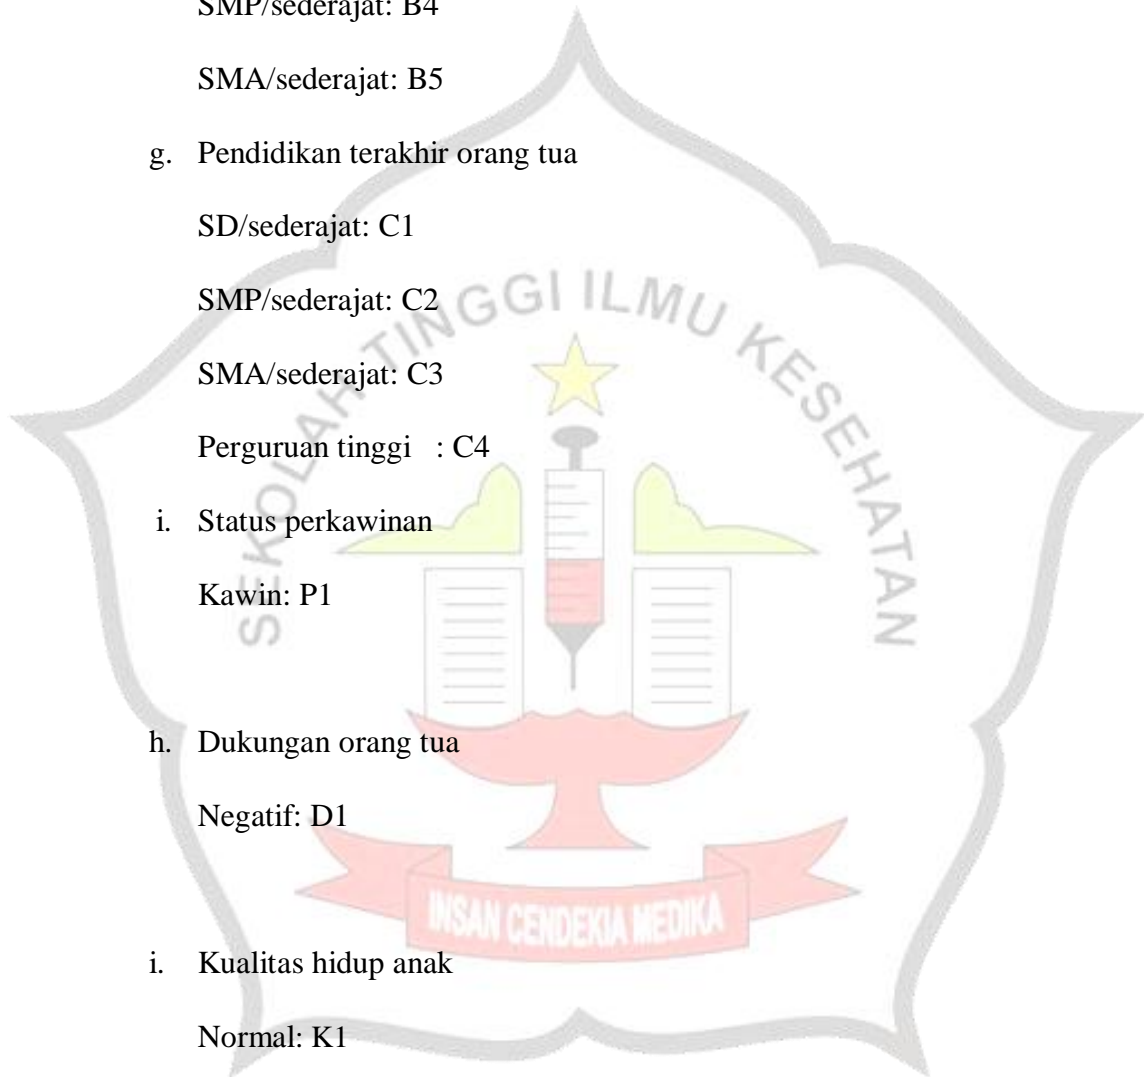 SMP/sederajat: B4
SMA/sederajat: B5
g. Pendidikan terakhir orang tua
SD/sederajat: C1
SMP/sederajat: C2
SMA/sederajat: C3
Perguruan tinggi : C4
i. Status perkawinan
Kawin: P1
h. Dukungan orang tua
Negatif: D1
i. Kualitas hidup anak
Normal: K1
SEKOLAH TINGGI ILMU KESEHATAN
INSAN CENDEKIA MEDIKA